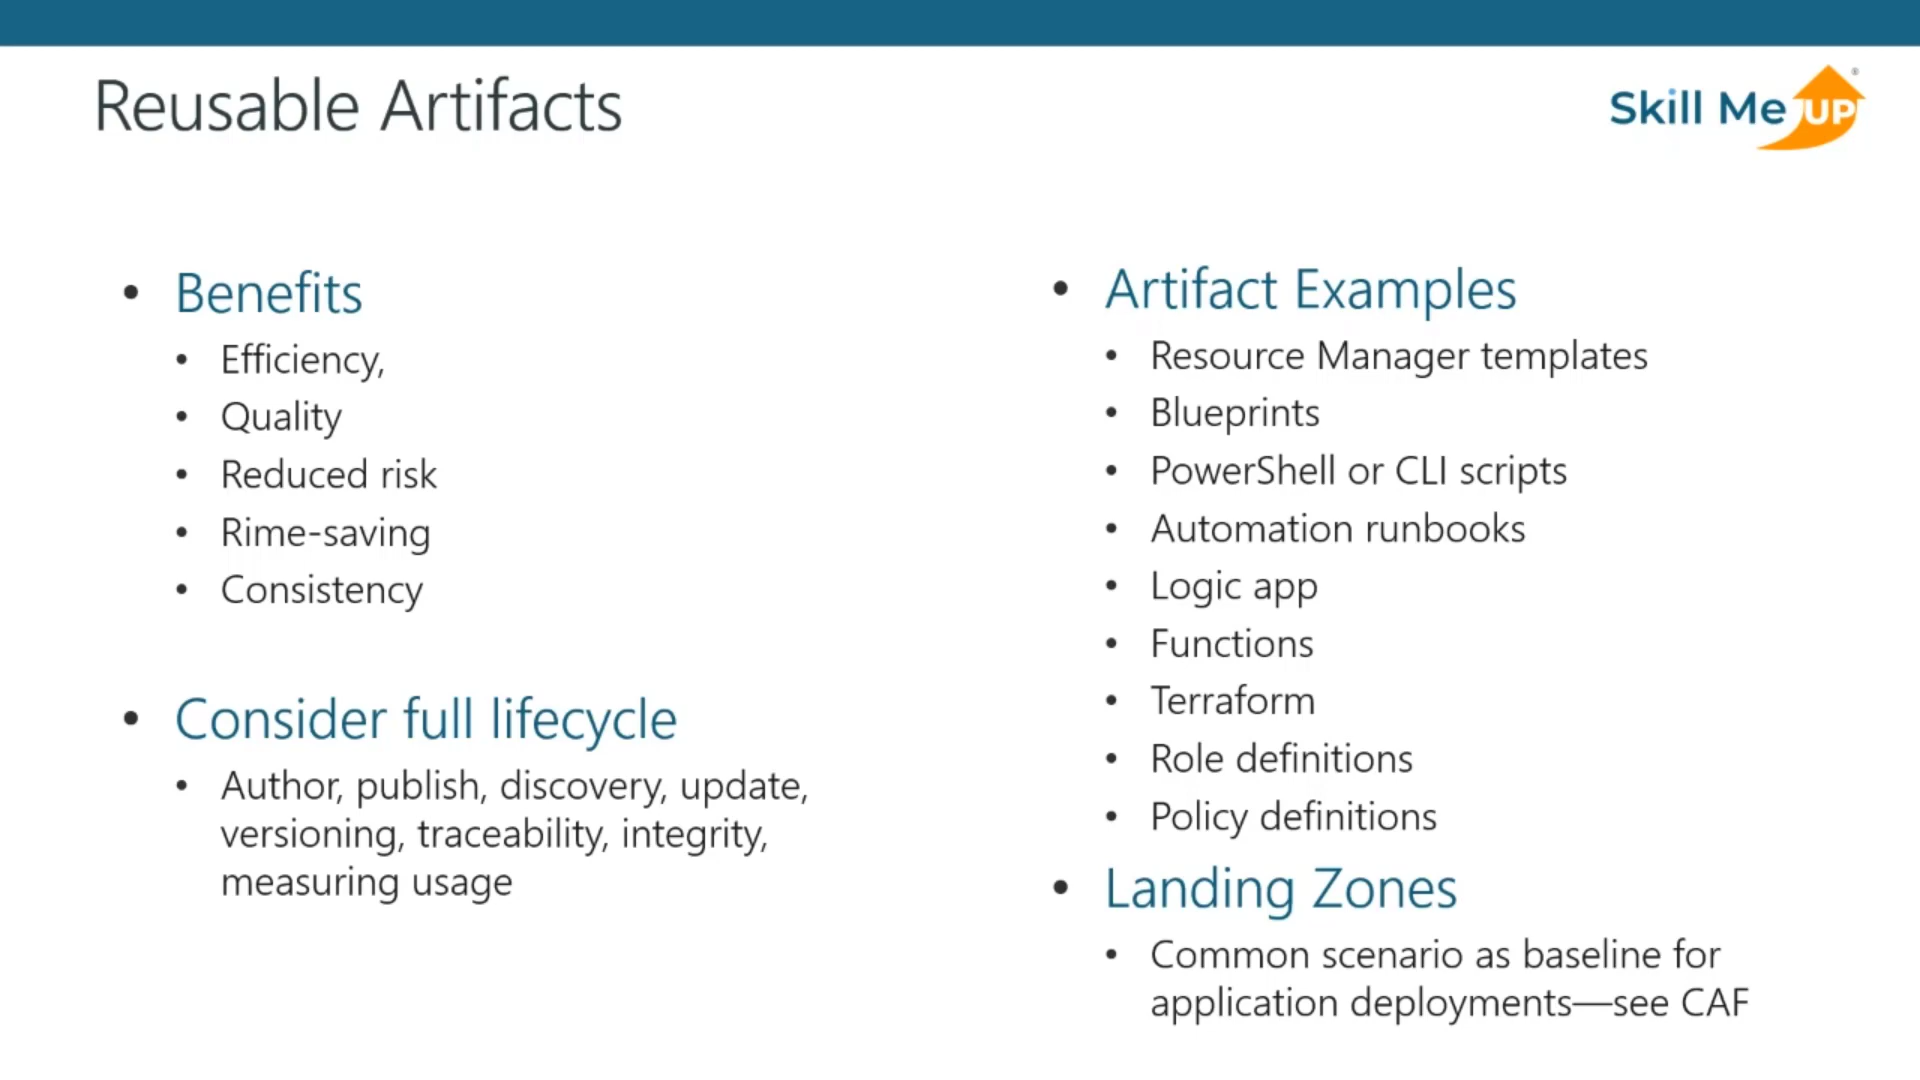 Reusable Artifacts
Skill Me UP®
• Benefits
• Efficiency,
• Quality
• Reduced risk
• Rime-saving
• Consistency
• Consider full lifecycle
• Author, publish, discovery, update,
versioning, traceability, integrity,
measuring usage
• Artifact Examples
• Resource Manager templates
• Blueprints
• PowerShell or CLI scripts
• Automation runbooks
• Logic app
• Functions
• Terraform
• Role definitions
• Policy definitions
• Landing Zones
• Common scenario as baseline for
application deployments—see CAF